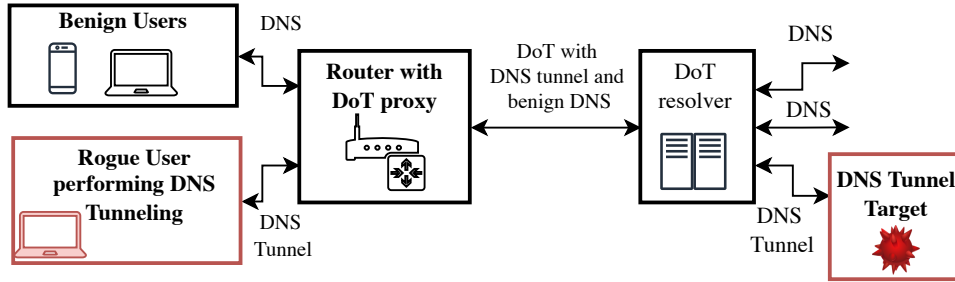 Benign Users
DNS
Router with
DoT proxy
DoT with
DNS tunnel and
benign DNS
DoT
resolver
DNS
DNS
Rogue User
performing DNS
Tunneling
DNS
Tunnel
DNS
Tunnel
DNS Tunnel
Target